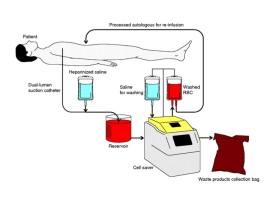 Processed autologous for re-infusion
Patient
Dual-lumen
suction catheter
Heparinized saline
Saline
for washing
Washed
RBC
Reservoir
Cell saver
Waste products collection bag